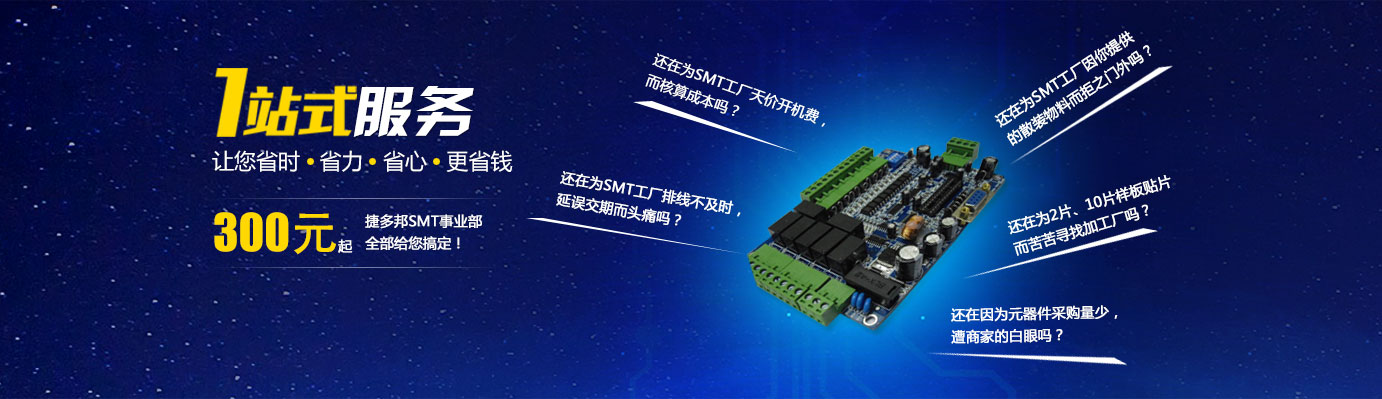 1站式服务
让您省时•省力•省心•更省钱
300元起
捷多邦SMT事业部
全部给您搞定！
还在为SMT工厂天价开机费，
而核算成本吗？
还在为SMT工厂排线不及时，
延误交期而头痛吗？
还在为SMT工厂因你提供
的散装物料而拒之门外吗？
还在为2片、10片样板贴片
而苦苦寻找加工厂吗？
还在因为元器件采购量少，
遭商家的白眼吗？